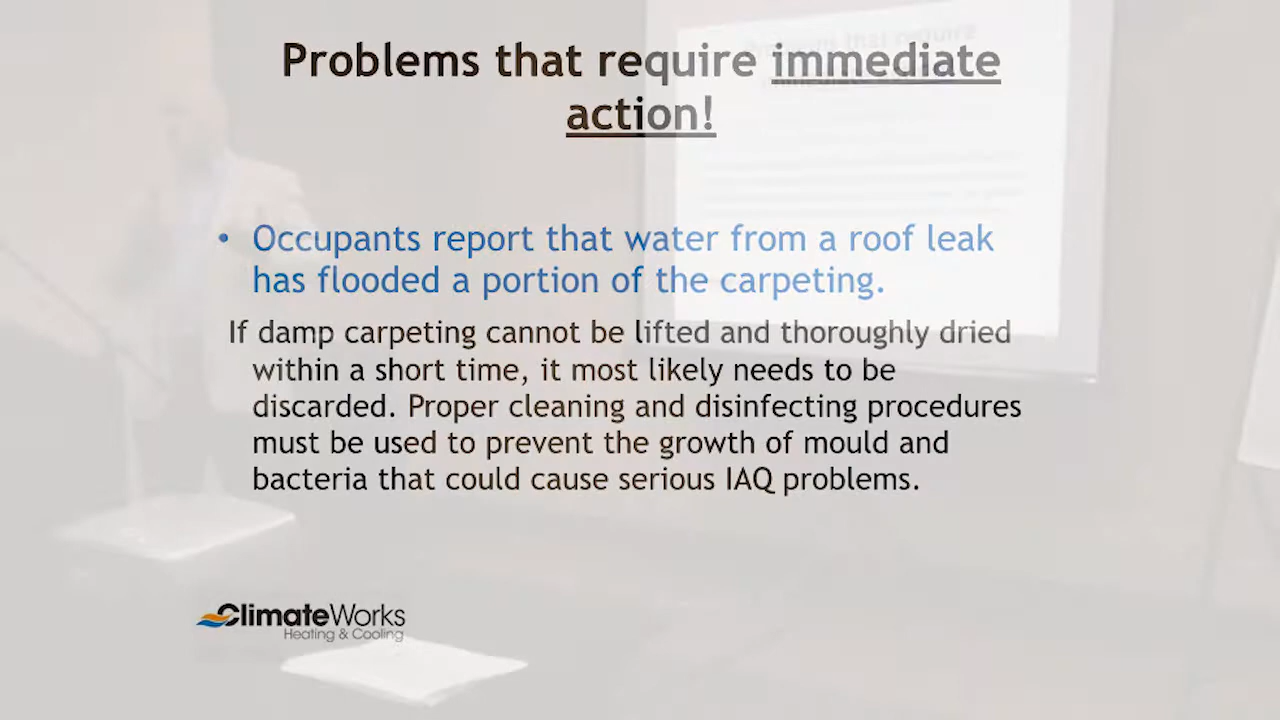 Problems that require immediate
action!
• Occupants report that water from a roof leak
has flooded a portion of the carpeting.
If damp carpeting cannot be lifted and thoroughly dried
within a short time, it most likely needs to be
discarded. Proper cleaning and disinfecting procedures
must be used to prevent the growth of mould and
bacteria that could cause serious IAQ problems.
ClimateWorks
Heating & Cooling